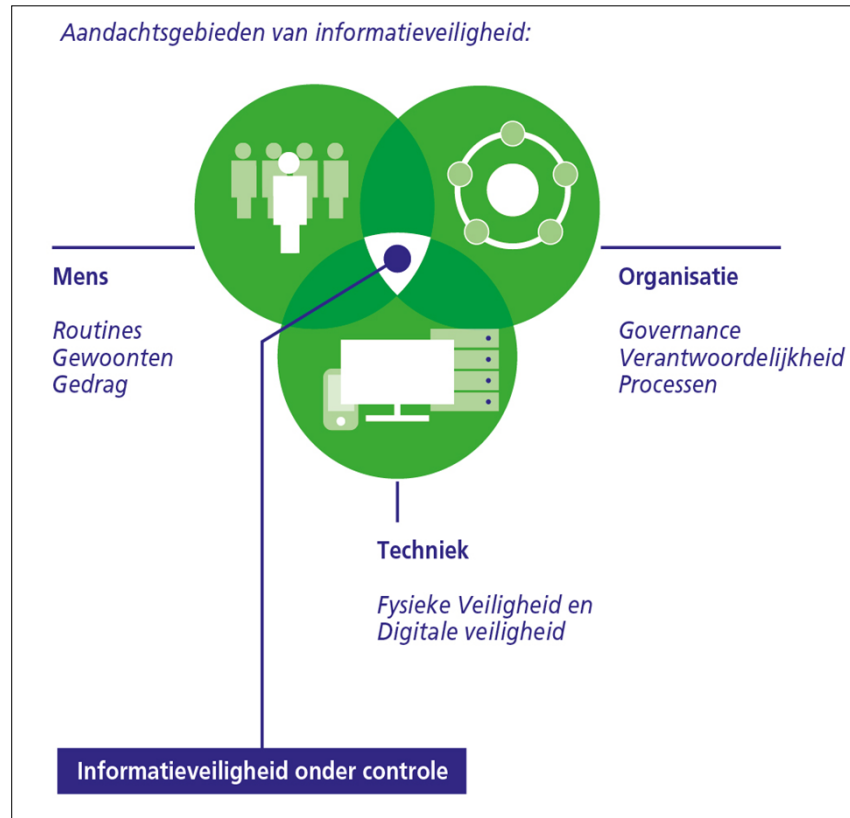 Aandachtsgebieden van informatieveiligheid:
Mens
Routines
Gewoonten
Gedrag
Organisatie
Governance
Verantwoordelijkheid
Processen
Techniek
Fysieke Veiligheid en
Digitale veiligheid
Informatieveiligheid onder controle